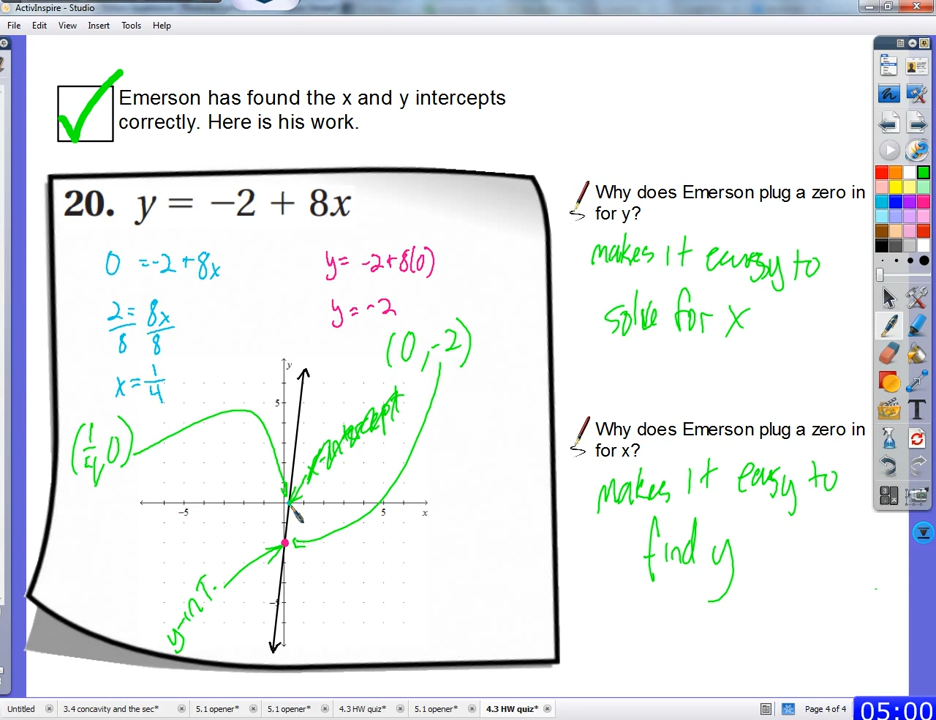 ActivInspire - Studio
File Edit View Insert Tools Help
Emerson has found the x and y intercepts
correctly. Here is his work.
20. y = −2 + 8x
0 = -2 + 8x
2 = 8x
8 8
x = 1/4
y = -2 + 8(0)
y = -2
(0, -2)
(1/4, 0)
x-intercept
y-int.
y
5
-5
5
x
Why does Emerson plug a zero in
for y?
makes it easy to
solve for x
Why does Emerson plug a zero in
for x?
makes it easy to
find y
Untitled 3.4 concavity and the sec* 5.1 opener* 5.1 opener* 4.3 HW quiz* 5.1 opener* 4.3 HW quiz* Page 4 of 4
05:00